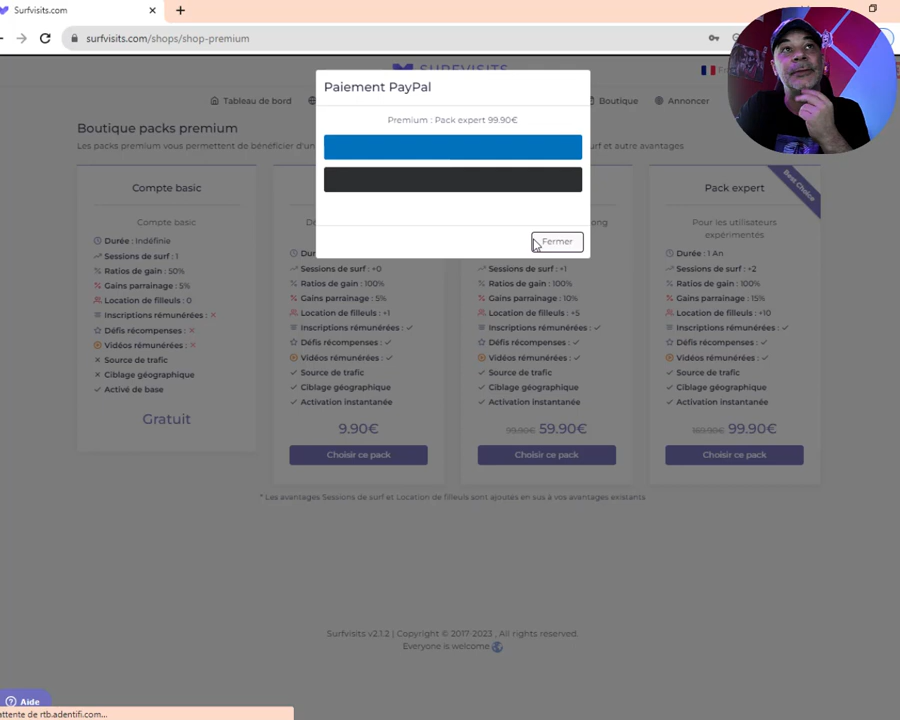 Surfvisits.com
surfvisits.com/shops/shop-premium
SURFVISITS
Tableau de bord
Boutique
Annoncer
Boutique packs premium
Les packs premium vous permettent de bénéficier d'un
surf et autre avantages
Paiement PayPal
Premium : Pack expert 99.90€
Fermer
Compte basic
Compte basic
Durée : Indéfinie
Sessions de surf : 1
Ratios de gain : 50%
Gains parrainage : 5%
Location de filleuls : 0
Inscriptions rémunérées :
Défis récompenses :
Vidéos rémunérées :
Source de trafic
Ciblage géographique
Activé de base
Gratuit
Sessions de surf : +0
Ratios de gain : 100%
Gains parrainage : 5%
Location de filleuls : +1
Inscriptions rémunérées :
Défis récompenses :
Vidéos rémunérées :
Source de trafic
Ciblage géographique
Activation instantanée
9.90€
Choisir ce pack
Sessions de surf : +1
Ratios de gain : 100%
Gains parrainage : 10%
Location de filleuls : +5
Inscriptions rémunérées :
Défis récompenses :
Vidéos rémunérées :
Source de trafic
Ciblage géographique
Activation instantanée
99.90€ 59.90€
Choisir ce pack
Best Choice
Pack expert
Pour les utilisateurs
expérimentés
Durée : 1 An
Sessions de surf : +2
Ratios de gain : 100%
Gains parrainage : 15%
Location de filleuls : +10
Inscriptions rémunérées :
Défis récompenses :
Vidéos rémunérées :
Source de trafic
Ciblage géographique
Activation instantanée
169.90€ 99.90€
Choisir ce pack
* Les avantages Sessions de surf et Location de filleuls sont ajoutés en sus à vos avantages existants
Surfvisits v2.1.2 | Copyright © 2017-2023 , All rights reserved.
Everyone is welcome
Aide
attente de rtb.adentifi.com...